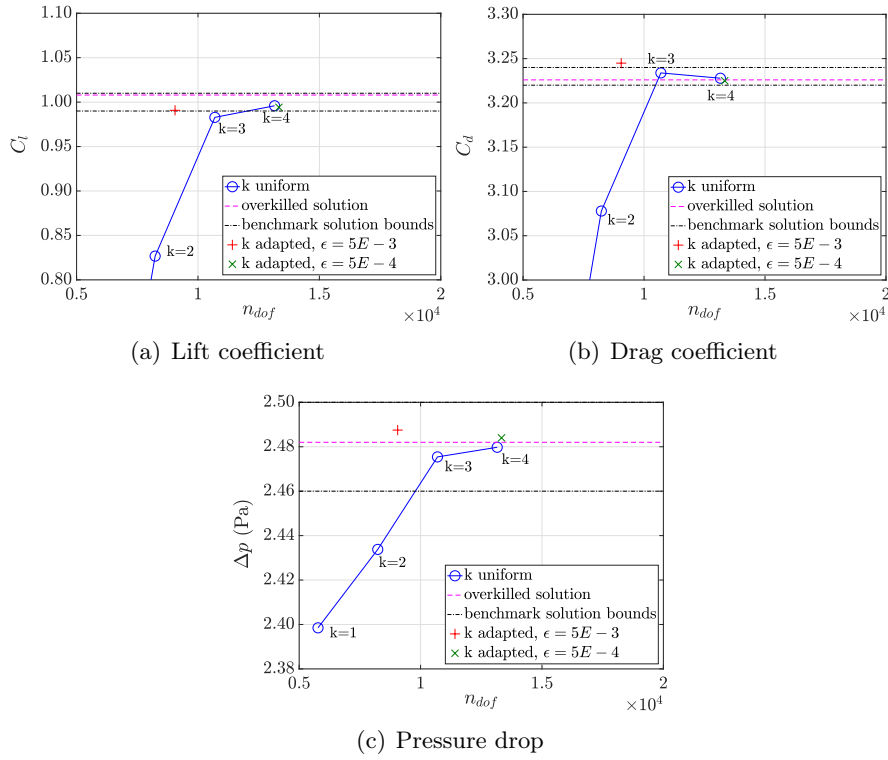 1.10
1.05
1.00
0.95
0.90
0.85
0.80
C_l
k=3
k=4
k=2
k uniform
overkilled solution
benchmark solution bounds
k adapted, ϵ = 5E − 3
k adapted, ϵ = 5E − 4
0.5
1
1.5
2
n_{dof}
×10^4
(a) Lift coefficient
3.30
3.25
3.20
3.15
3.10
3.05
3.00
C_d
k=3
k=4
k=2
k uniform
overkilled solution
benchmark solution bounds
k adapted, ϵ = 5E − 3
k adapted, ϵ = 5E − 4
0.5
1
1.5
2
n_{dof}
×10^4
(b) Drag coefficient
2.50
2.48
2.46
2.44
2.42
2.40
2.38
Δp (Pa)
k=3
k=4
k=2
k=1
k uniform
overkilled solution
benchmark solution bounds
k adapted, ϵ = 5E − 3
k adapted, ϵ = 5E − 4
0.5
1
1.5
2
n_{dof}
×10^4
(c) Pressure drop